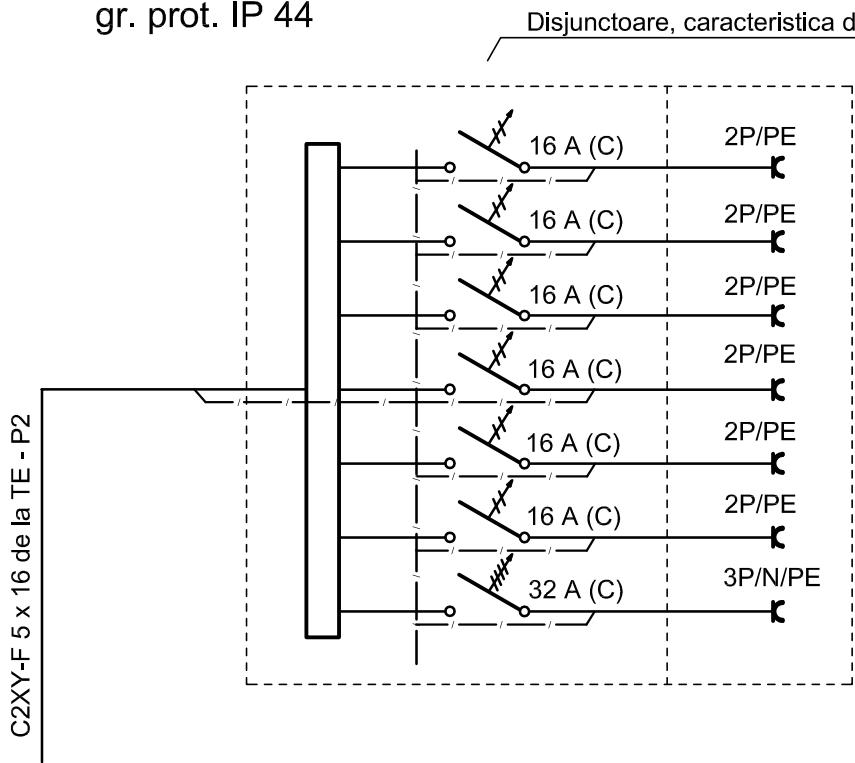 gr. prot. IP 44
Disjunctoare, caracteristica d
16 A (C)
2P/PE
16 A (C)
2P/PE
16 A (C)
2P/PE
16 A (C)
2P/PE
16 A (C)
2P/PE
16 A (C)
2P/PE
32 A (C)
3P/N/PE
C2XY-F 5 x 16 de la TE - P2